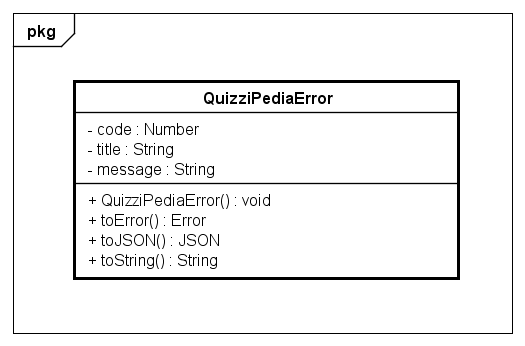 pkg
QuizziPediaError
- code : Number
- title : String
- message : String
+ QuizziPediaError() : void
+ toError() : Error
+ toJSON() : JSON
+ toString() : String